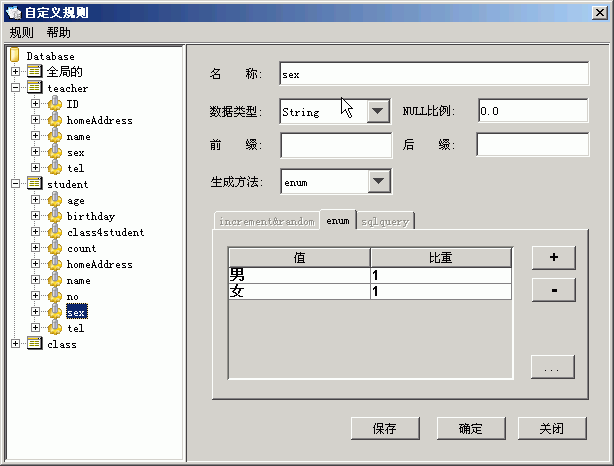 自定义规则
规则 帮助
Database
全局的
teacher
ID
homeAddress
name
sex
tel
student
age
birthday
class4student
count
homeAddress
name
no
sex
tel
class
名 称: sex
数据类型: String NULL比例: 0.0
前 缀: 后 缀:
生成方法: enum
increment&random enum sqlquery
值 比重
男 1
女 1
+
-
...
保存 确定 关闭